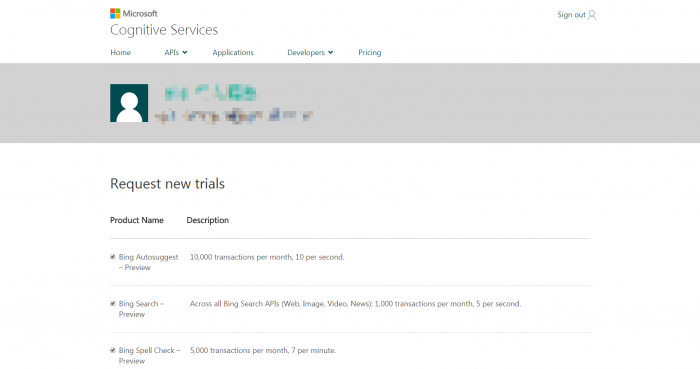 Microsoft
Sign out
Cognitive Services
Home APIs Applications Developers Pricing
Request new trials
Product Name Description
Bing Autosuggest 10,000 transactions per month, 10 per second.
– Preview
Bing Search – Across all Bing Search APIs (Web, Image, Video, News): 1,000 transactions per month, 5 per second.
Preview
Bing Spell Check – 5,000 transactions per month, 7 per minute.
Preview